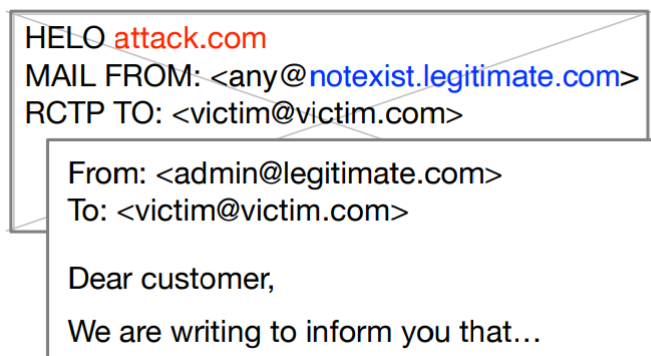 HELO attack.com
MAIL FROM: <any@notexist.legitimate.com>
RCTP TO: <victim@victim.com>
From: <admin@legitimate.com>
To: <victim@victim.com>
Dear customer,
We are writing to inform you that…